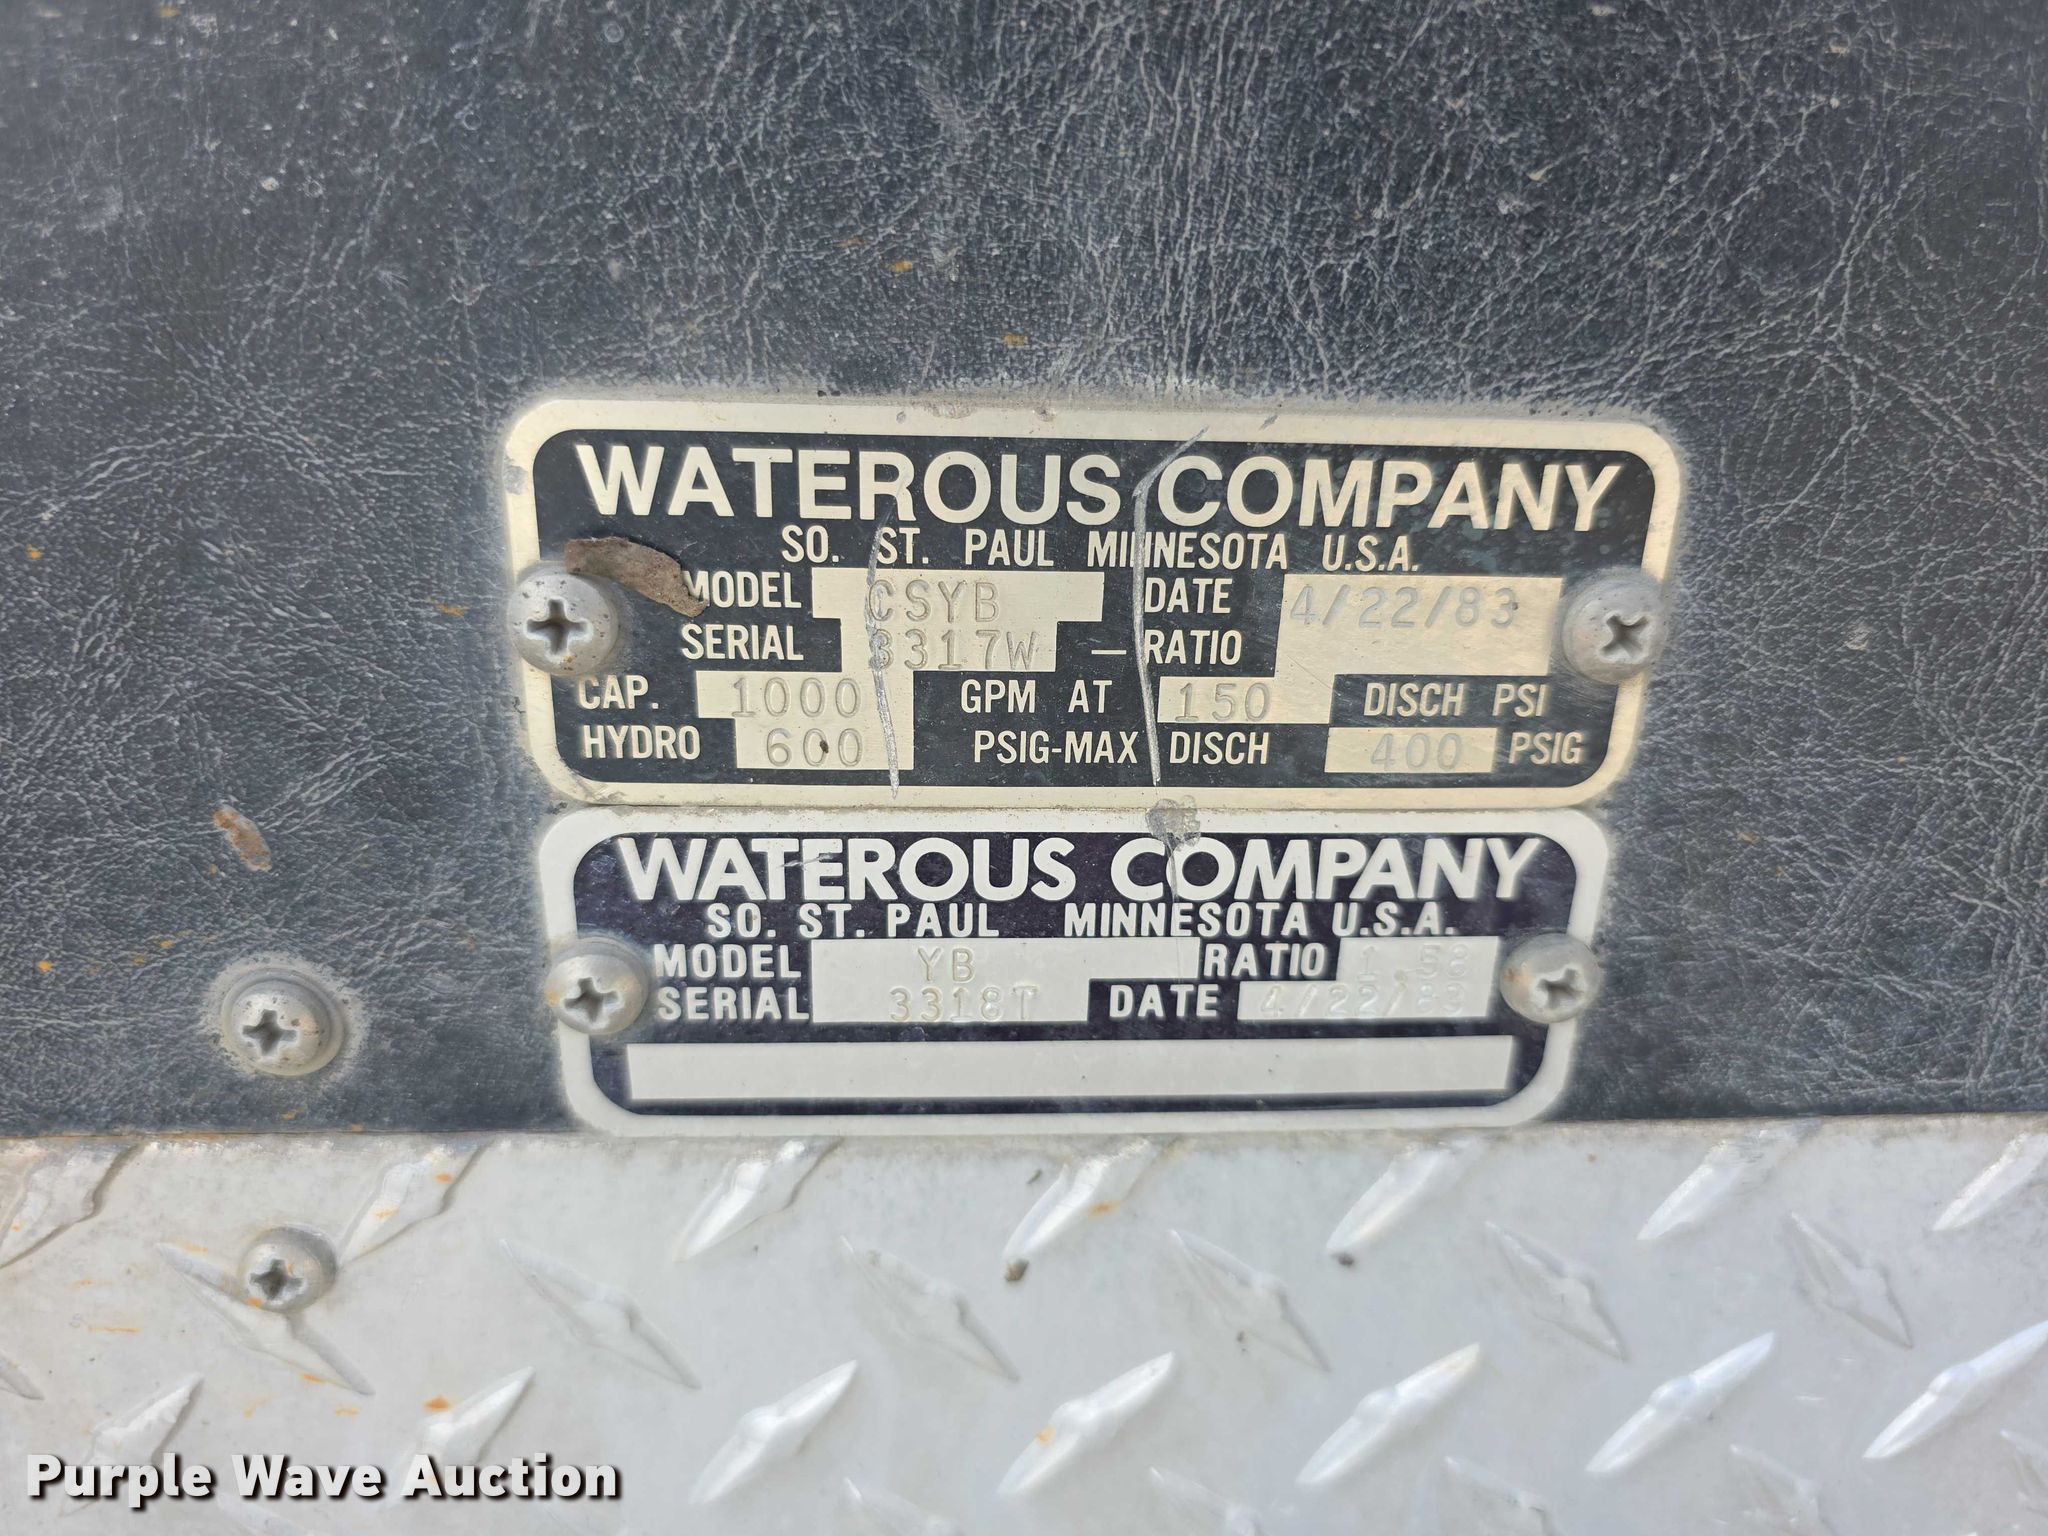 WATEROUS COMPANY
SO. ST. PAUL MINNESOTA U.S.A.
MODEL CSYB DATE 4/22/83
SERIAL 3317W — RATIO
CAP. 1000 GPM AT 150 DISCH PSI
HYDRO 600 PSIG-MAX DISCH 400 PSIG
WATEROUS COMPANY
SO. ST. PAUL MINNESOTA U.S.A.
MODEL YB RATIO 1.58
SERIAL 3318T DATE 4/22/83
Purple Wave Auction